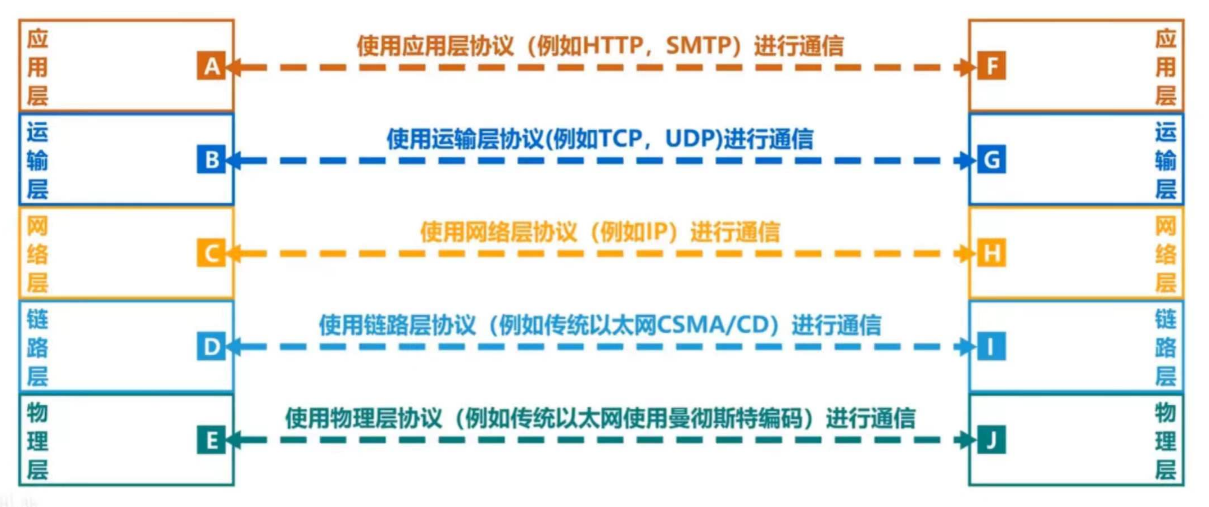 应用层
A
使用应用层协议（例如HTTP，SMTP）进行通信
F
应用层
运输层
B
使用运输层协议(例如TCP，UDP)进行通信
G
运输层
网络层
C
使用网络层协议（例如IP）进行通信
H
网络层
链路层
D
使用链路层协议（例如传统以太网CSMA/CD）进行通信
I
链路层
物理层
E
使用物理层协议（例如传统以太网使用曼彻斯特编码）进行通信
J
物理层